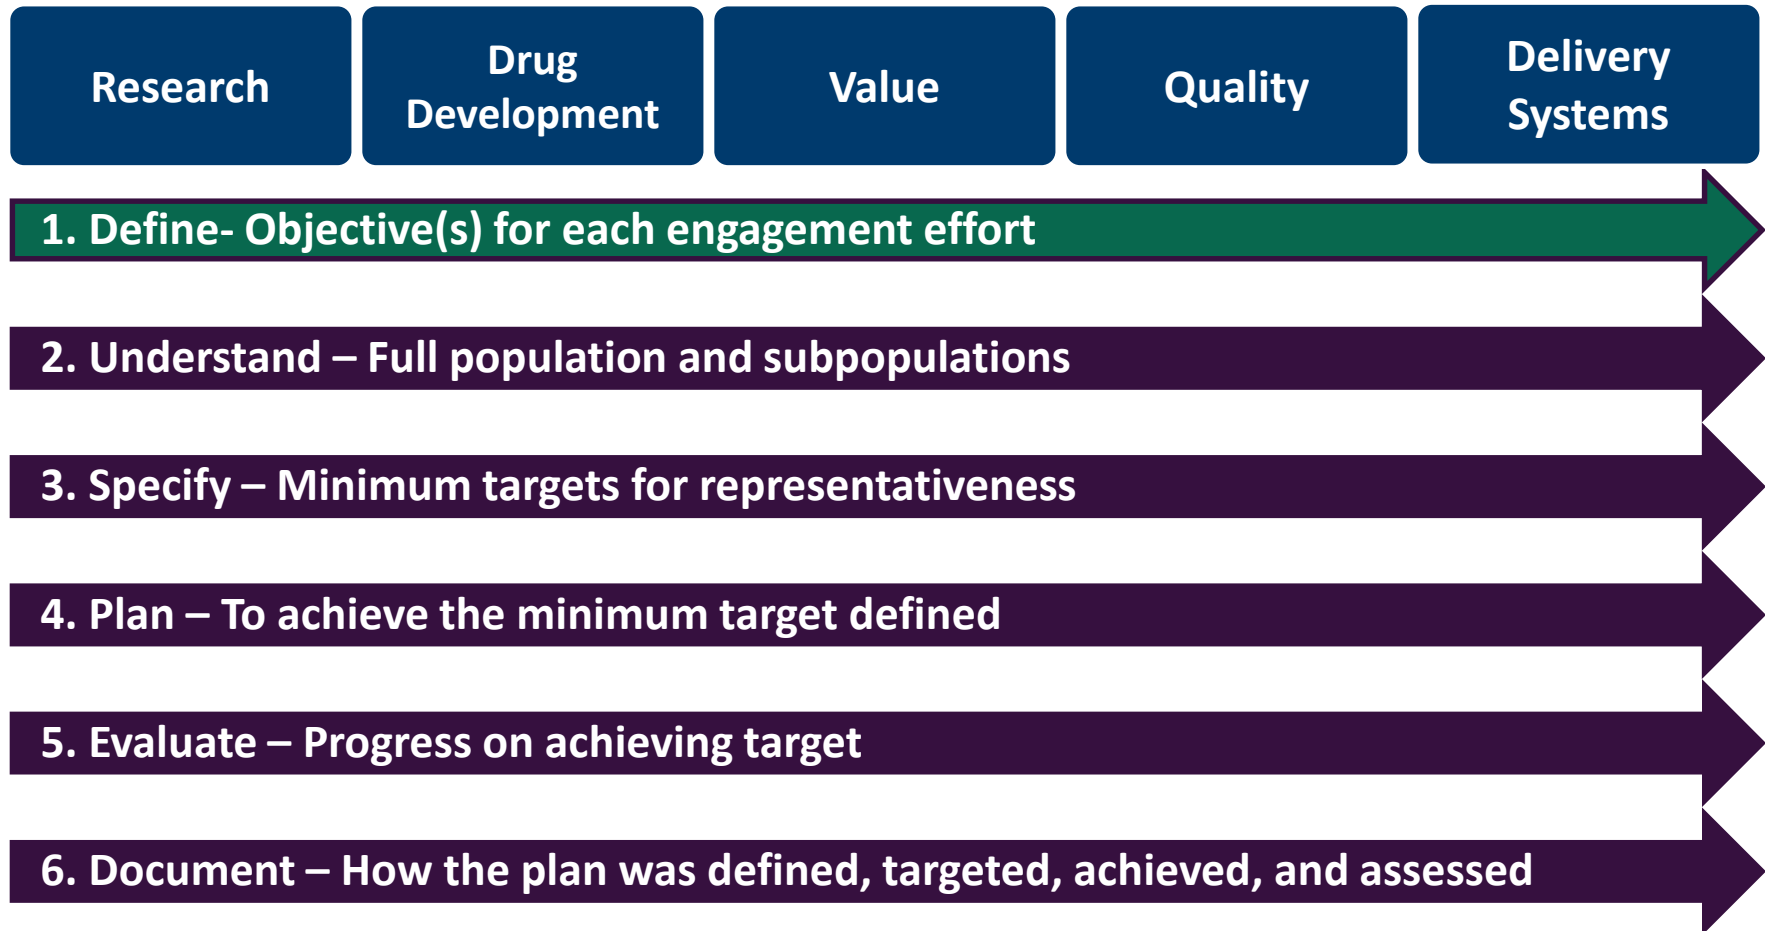 Research
Drug
Development
Value
Quality
Delivery
Systems
1. Define- Objective(s) for each engagement effort
2. Understand – Full population and subpopulations
3. Specify – Minimum targets for representativeness
4. Plan – To achieve the minimum target defined
5. Evaluate – Progress on achieving target
6. Document – How the plan was defined, targeted, achieved, and assessed